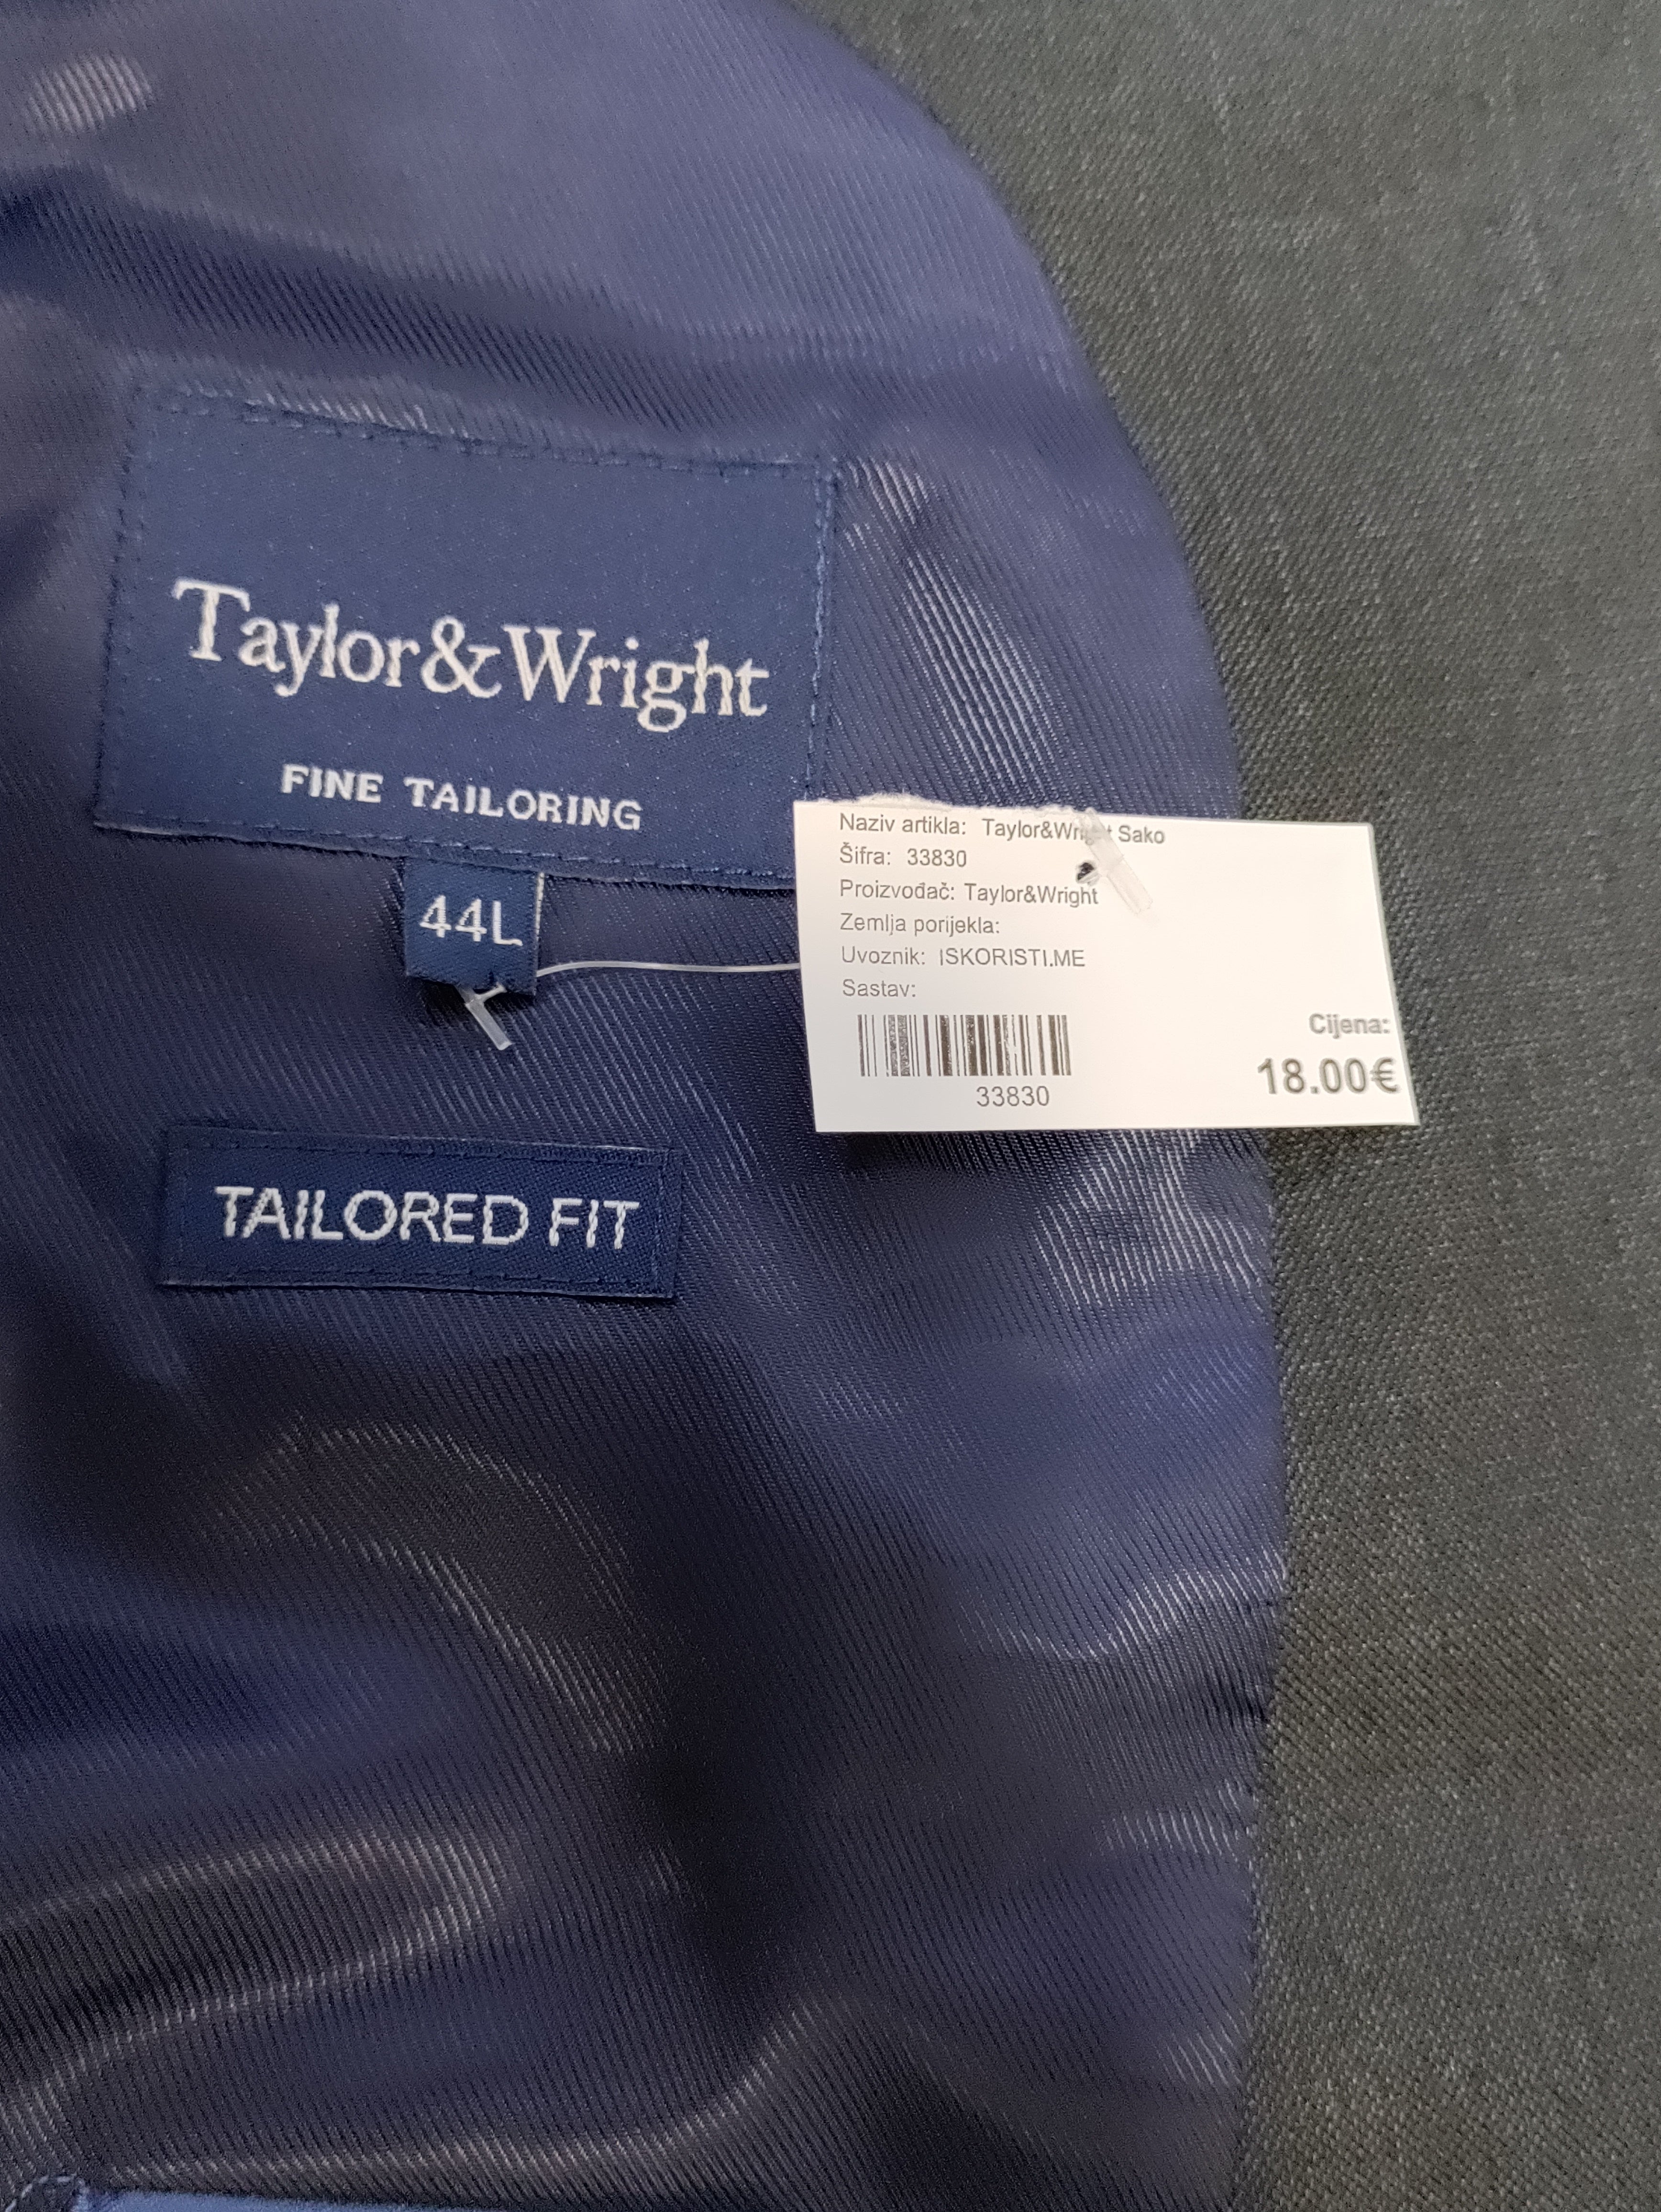 Taylor&Wright
FINE TAILORING
44L
TAILORED FIT
Naziv artikla: Taylor&Wright Sako
Šifra: 33830
Proizvođač: Taylor&Wright
Zemlja porijekla:
Uvoznik: ISKORISTI.ME
Sastav:
33830
Cijena:
18.00€